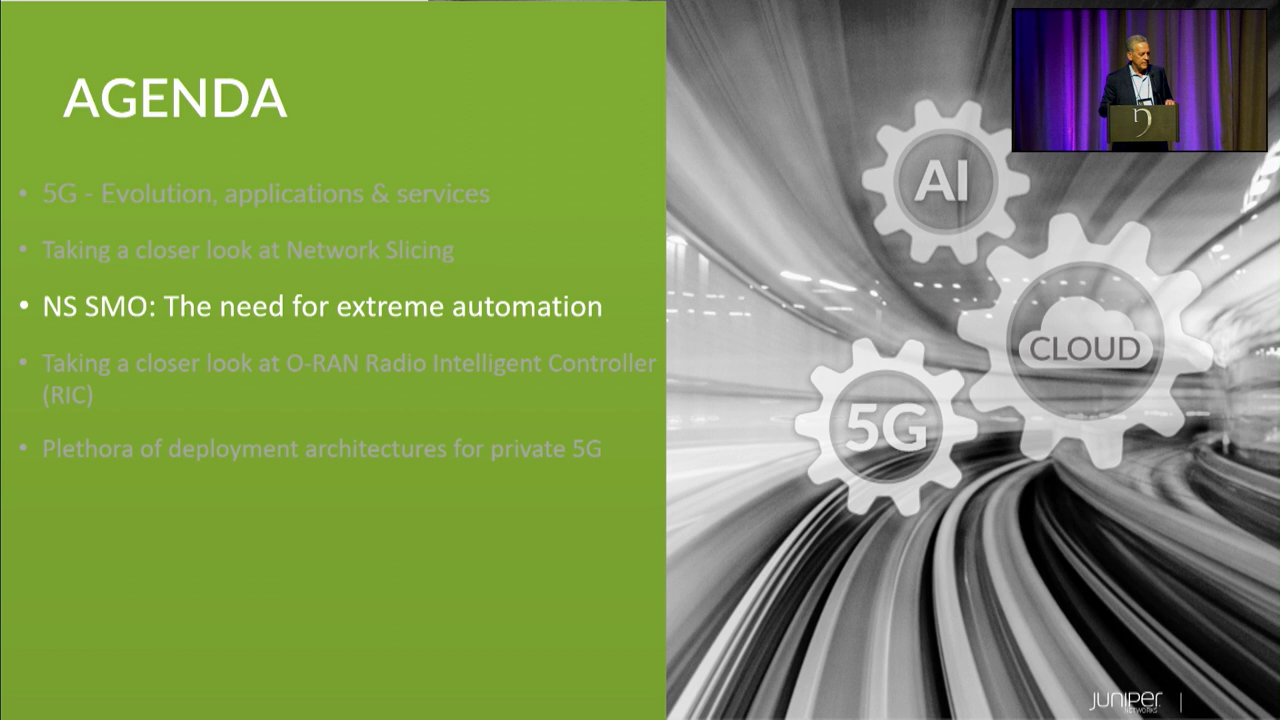 AGENDA
• 5G - Evolution, applications & services
• Taking a closer look at Network Slicing
• NS SMO: The need for extreme automation
• Taking a closer look at O-RAN Radio Intelligent Controller
(RIC)
• Plethora of deployment architectures for private 5G
AI
CLOUD
5G
JUNIPER
NETWORKS